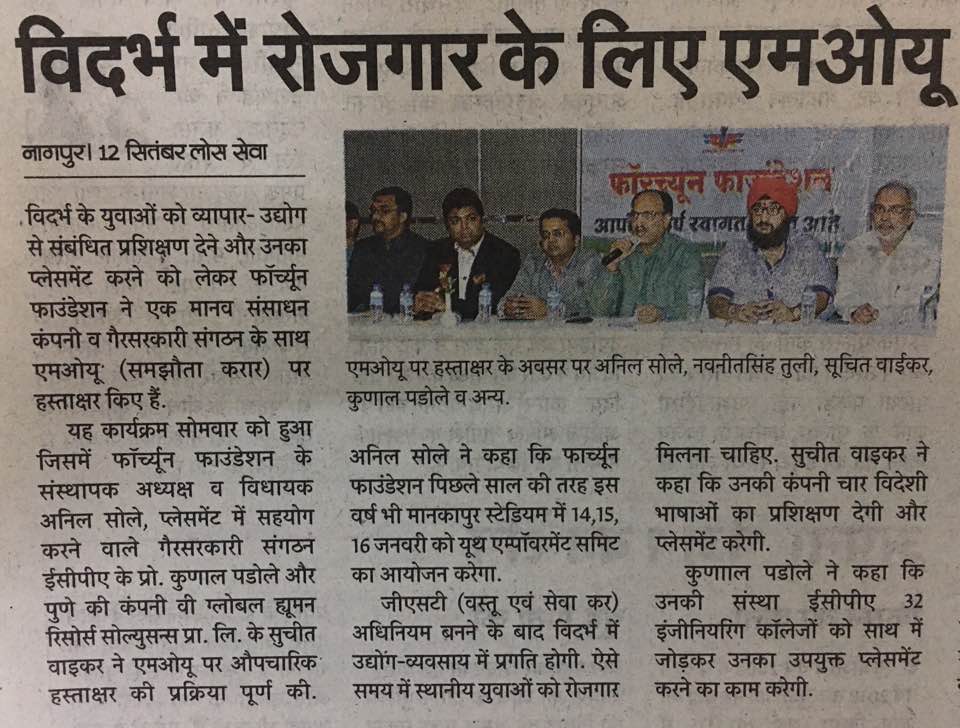 विदर्भ में रोजगार के लिए एमओयू
नागपुर। 12 सितंबर लोस सेवा
विदर्भ के युवाओं को व्यापार- उद्योग
से संबंधित प्रशिक्षण देने और उनका
प्लेसमेंट करने को लेकर फॉर्च्यून
फाउंडेशन ने एक मानव संसाधन
कंपनी व गैरसरकारी संगठन के साथ
एमओयू (समझौता करार) पर
हस्ताक्षर किए हैं.
यह कार्यक्रम सोमवार को हुआ
जिसमें फॉर्च्यून फाउंडेशन के
संस्थापक अध्यक्ष व विधायक
अनिल सोले, प्लेसमेंट में सहयोग
करने वाले गैरसरकारी संगठन
ईसीपीए के प्रो. कुणाल पडोले और
पुणे की कंपनी वी ग्लोबल ह्यूमन
रिसोर्स सोल्युसन्स प्रा. लि. के सुचीत
वाइकर ने एमओयू पर औपचारिक
हस्ताक्षर की प्रक्रिया पूर्ण की.
फॉरच्यून फाउंडेशन
स्वागत आहे
एमओयू पर हस्ताक्षर के अवसर पर अनिल सोले, नवनीतसिंह तुली, सूचित वाईकर,
कुणाल पडोले व अन्य.
अनिल सोले ने कहा कि फार्च्यून
फाउंडेशन पिछले साल की तरह इस
वर्ष भी मानकापुर स्टेडियम में 14,15,
16 जनवरी को यूथ एम्पॉवरमेंट समिट
का आयोजन करेगा.
जीएसटी (वस्तू एवं सेवा कर)
अधिनियम बनने के बाद विदर्भ में
उद्योंग-व्यवसाय में प्रगति होगी. ऐसे
समय में स्थानीय युवाओं को रोजगार
मिलना चाहिए. सुचीत वाइकर ने
कहा कि उनकी कंपनी चार विदेशी
भाषाओं का प्रशिक्षण देगी और
प्लेसमेंट करेगी.
कुणााल पडोले ने कहा कि
उनकी संस्था ईसीपीए 32
इंजीनियरिंग कॉलेजों को साथ में
जोड़कर उनका उपयुक्त प्लेसमेंट
करने का काम करेगी.